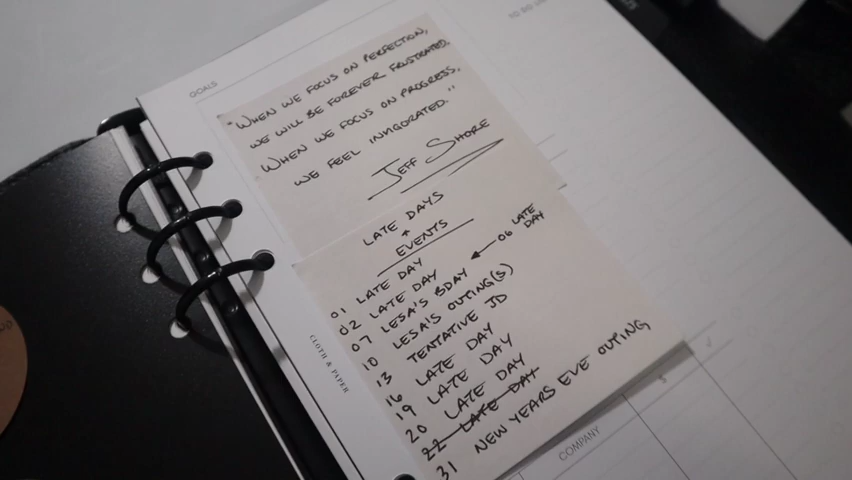 GOALS
TO DO LIST
"WHEN WE FOCUS ON PERFECTION,
WE WILL BE FOREVER FRUSTRATED.
WHEN WE FOCUS ON PROGRESS,
WE FEEL INVIGORATED."
JEFF SHORE
LATE DAYS
+
EVENTS
01 LATE DAY
02 LATE DAY
06 LATE
DAY
07 LESA'S BDAY
10 LESA'S OUTING(S)
13 TENTATIVE JD
16 LATE DAY
19 LATE DAY
20 LATE DAY
22 LATE DAY
31 NEW YEARS EVE OUTING
CLOTH & PAPER
COMPANY
$